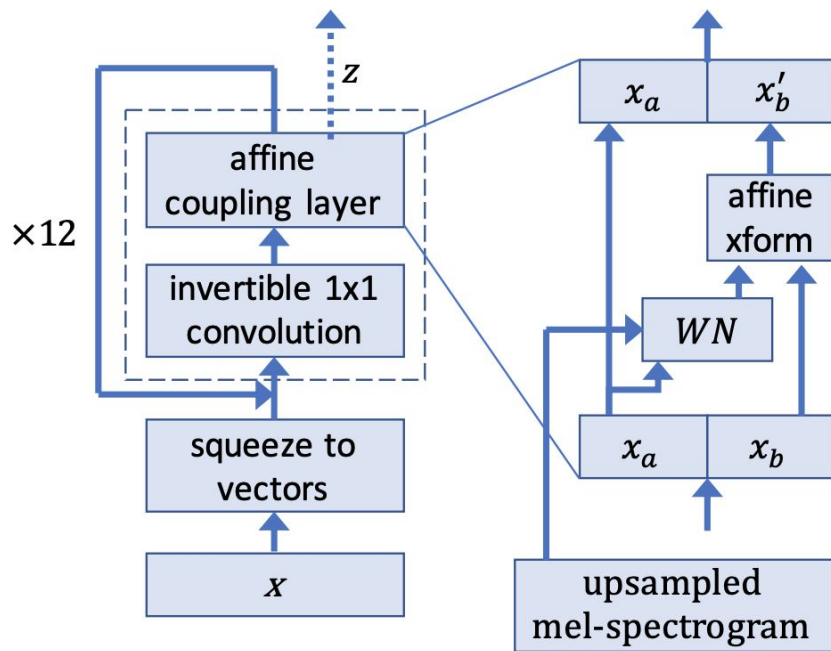 z
affine
coupling layer
×12
invertible 1x1
convolution
squeeze to
vectors
x
x_a
x_b′
affine
xform
WN
x_a
x_b
upsampled
mel-spectrogram